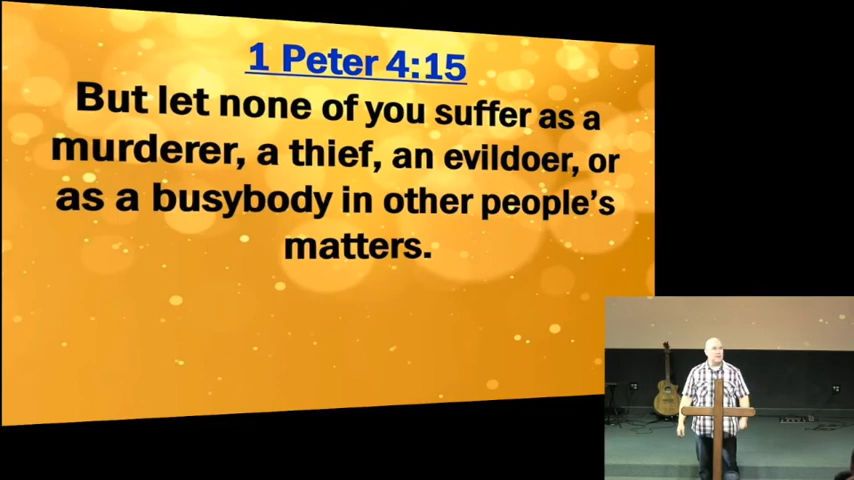 1 Peter 4:15
But let none of you suffer as a
murderer, a thief, an evildoer, or
as a busybody in other people’s
matters.